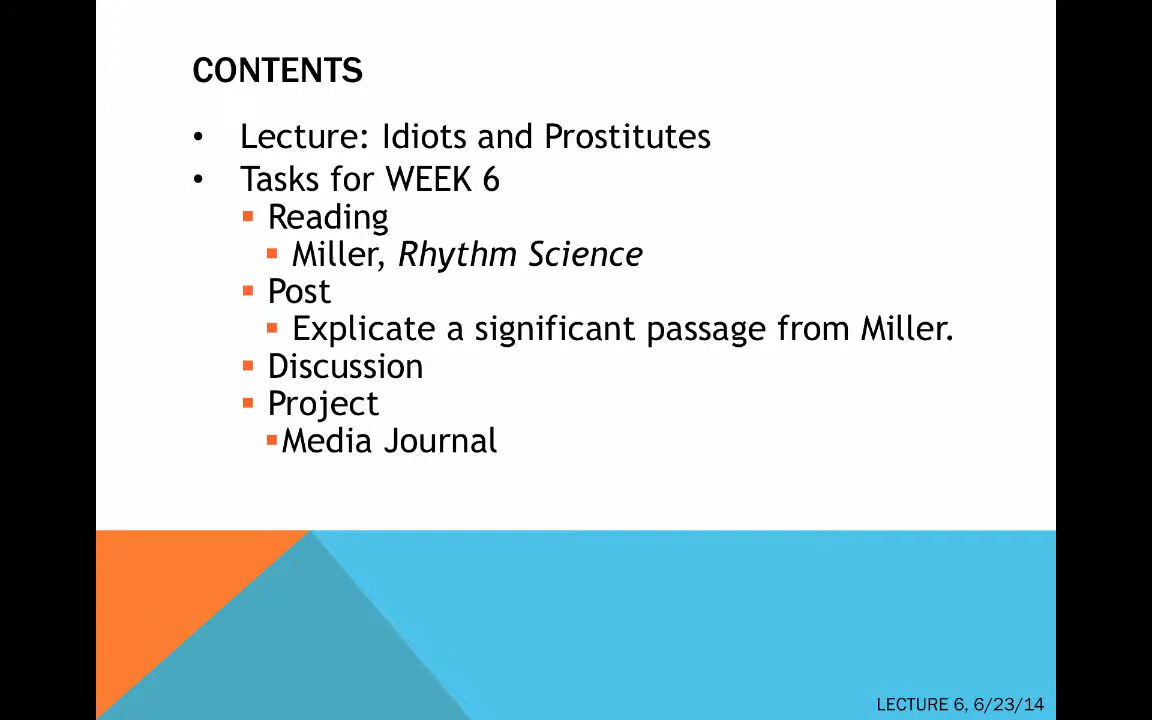 CONTENTS
• Lecture: Idiots and Prostitutes
• Tasks for WEEK 6
▪ Reading
▪ Miller, Rhythm Science
▪ Post
▪ Explicate a significant passage from Miller.
▪ Discussion
▪ Project
▪Media Journal
LECTURE 6, 6/23/14